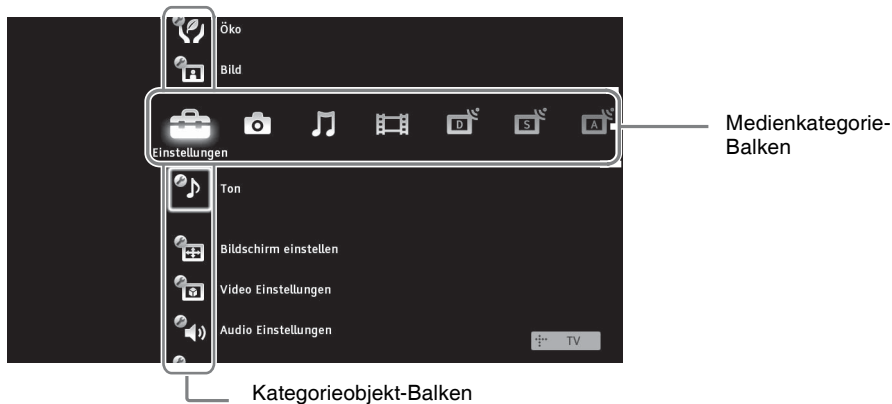 Öko
Bild
D S A
Einstellungen
Medienkategorie-
Balken
Ton
Bildschirm einstellen
Video Einstellungen
Audio Einstellungen
TV
Kategorieobjekt-Balken